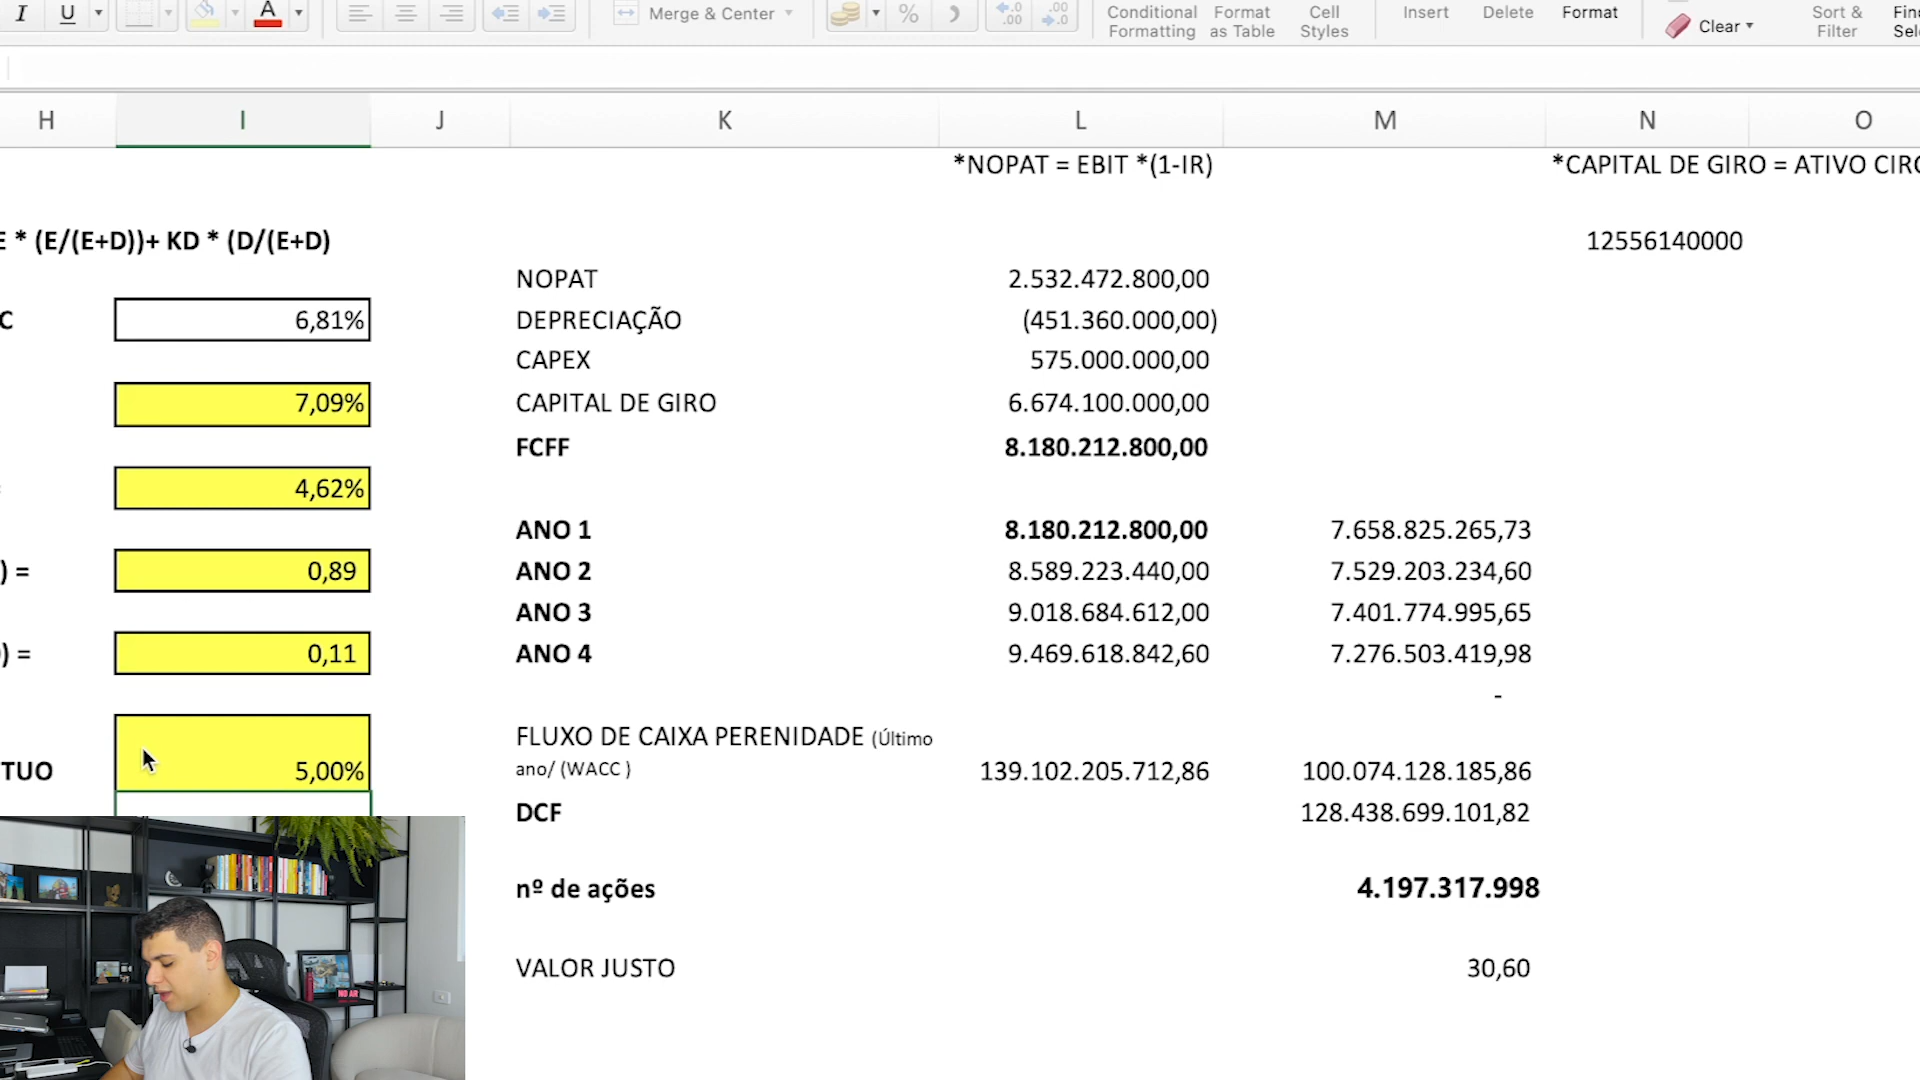 I U A Merge & Center % Conditional Format Cell Insert Delete Format Sort &
Formatting as Table Styles Clear Filter
.00 .00
H I J K L M N O
*NOPAT = EBIT *(1-IR) *CAPITAL DE GIRO = ATIVO CIRC
E * (E/(E+D))+ KD * (D/(E+D) 12556140000
NOPAT 2.532.472.800,00
C 6,81% DEPRECIAÇÃO (451.360.000,00)
CAPEX 575.000.000,00
7,09% CAPITAL DE GIRO 6.674.100.000,00
FCFF 8.180.212.800,00
4,62%
ANO 1 8.180.212.800,00 7.658.825.265,73
) = 0,89 ANO 2 8.589.223.440,00 7.529.203.234,60
ANO 3 9.018.684.612,00 7.401.774.995,65
) = 0,11 ANO 4 9.469.618.842,60 7.276.503.419,98
-
FLUXO DE CAIXA PERENIDADE (Último
TUO 5,00% ano/ (WACC ) 139.102.205.712,86 100.074.128.185,86
DCF 128.438.699.101,82
nº de ações 4.197.317.998
VALOR JUSTO 30,60
NO AR